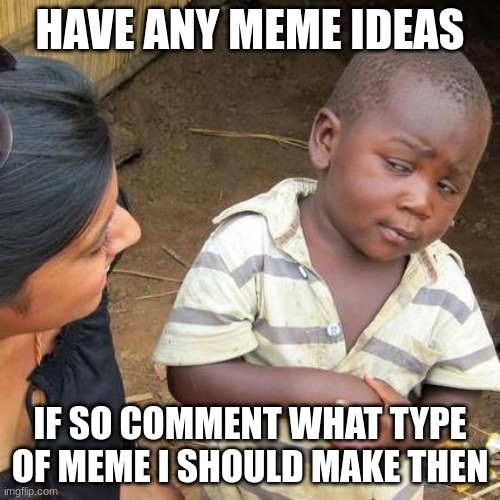 HAVE ANY MEME IDEAS
IF SO COMMENT WHAT TYPE
OF MEME I SHOULD MAKE THEN
imgflip.com